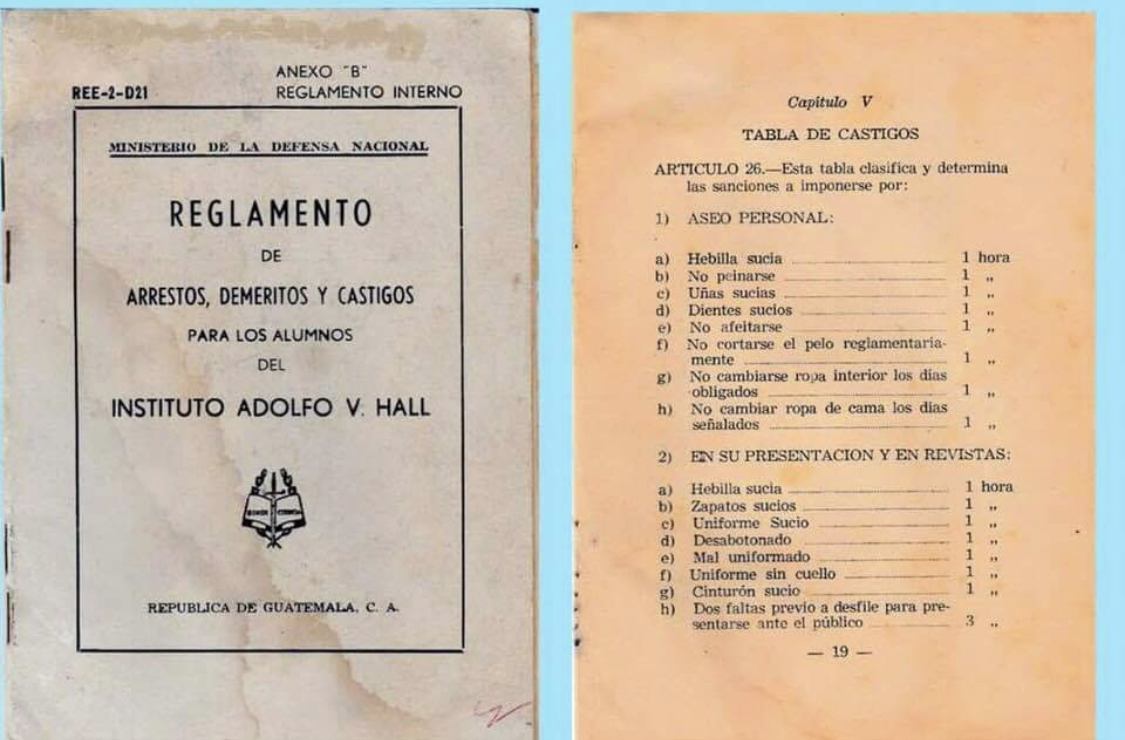 ANEXO "B"
REE-2-D21 REGLAMENTO INTERNO
MINISTERIO DE LA DEFENSA NACIONAL
REGLAMENTO
DE
ARRESTOS, DEMERITOS Y CASTIGOS
PARA LOS ALUMNOS
DEL
INSTITUTO ADOLFO V. HALL
REPUBLICA DE GUATEMALA, C. A.
Capítulo V
TABLA DE CASTIGOS
ARTICULO 26.—Esta tabla clasifica y determina
las sanciones a imponerse por:
1) ASEO PERSONAL:
a) Hebilla sucia 1 hora
b) No peinarse 1 „
c) Uñas sucias 1 „
d) Dientes sucios 1 „
e) No afeitarse 1 „
f) No cortarse el pelo reglamentaria-
mente 1 „
g) No cambiarse ropa interior los días
obligados 1 „
h) No cambiar ropa de cama los días
señalados 1 „
2) EN SU PRESENTACION Y EN REVISTAS:
a) Hebilla sucia 1 hora
b) Zapatos sucios 1 „
c) Uniforme Sucio 1 „
d) Desabotonado 1 „
e) Mal uniformado 1 „
f) Uniforme sin cuello 1 „
g) Cinturón sucio 1 „
h) Dos faltas previo a desfile para pre-
sentarse ante el público 3 „
— 19 —